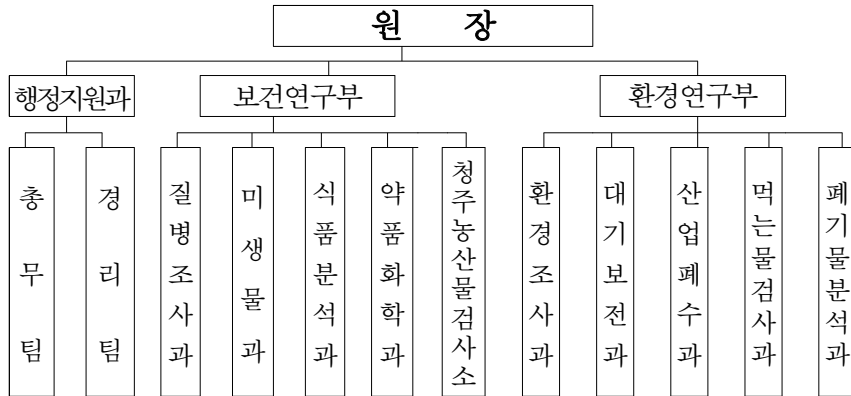 원 장
행정지원과
보건연구부
환경연구부
총무팀
경리팀
질병조사과
미생물과
식품분석과
약품화학과
청주농산물검사소
환경조사과
대기보전과
산업폐수과
먹는물검사과
폐기물분석과